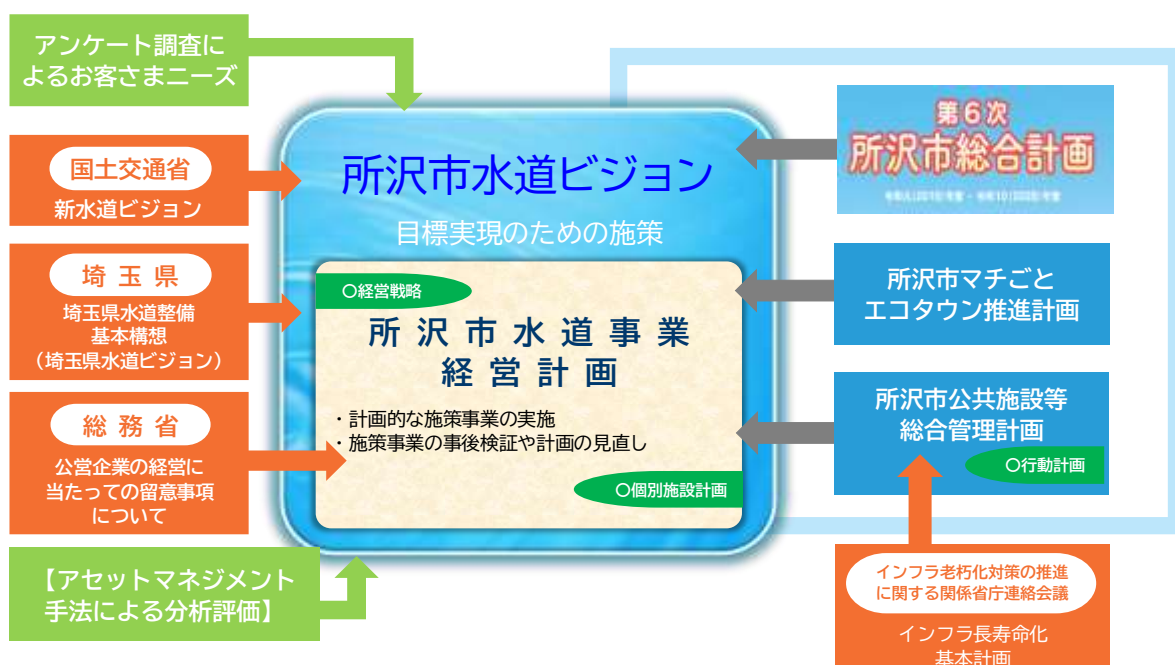 アンケート調査に
よるお客さまニーズ
国土交通省
新水道ビジョン
埼玉県
埼玉県水道整備
基本構想
（埼玉県水道ビジョン）
総務省
公営企業の経営に
当たっての留意事項
について
【アセットマネジメント
手法による分析評価】
所沢市水道ビジョン
目標実現のための施策
〇経営戦略
所沢市水道事業
経営計画
・計画的な施策事業の実施
・施策事業の事後検証や計画の見直し
〇個別施設計画
第6次
所沢市総合計画
所沢市マチごと
エコタウン推進計画
所沢市公共施設等
総合管理計画
〇行動計画
インフラ老朽化対策の推進
に関する関係省庁連絡会議
インフラ長寿命化
基本計画